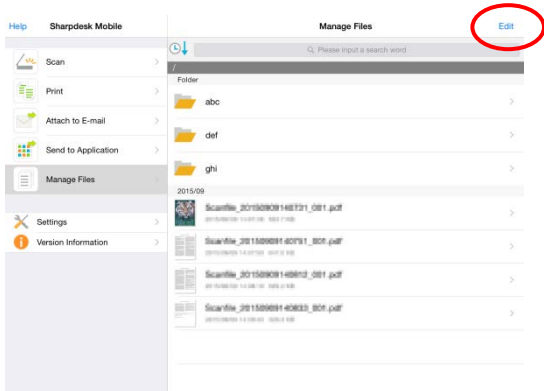 Help
Sharpdesk Mobile
Manage Files
Edit
Please input a search word
Scan
/
Folder
Print
abc
Attach to E-mail
def
Send to Application
ghi
Manage Files
2015/09
Settings
Version Information